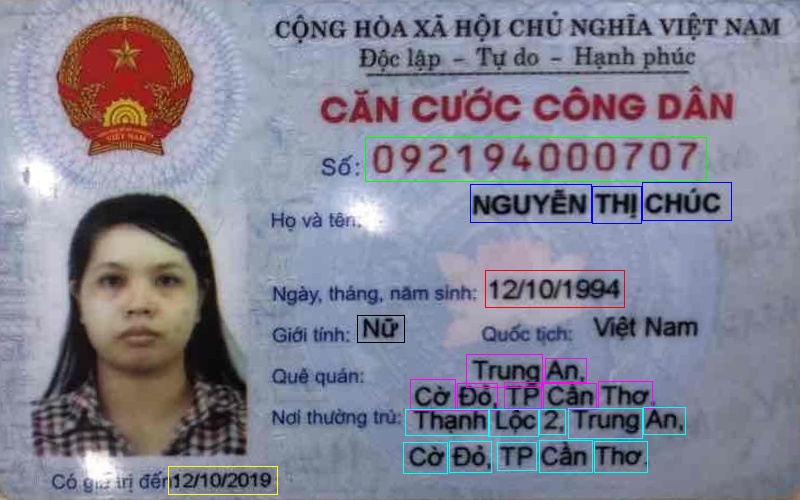 CỘNG HÒA XÃ HỘI CHỦ NGHĨA VIỆT NAM
Độc lập - Tự do - Hạnh phúc
CĂN CƯỚC CÔNG DÂN
Số: 092194000707
Họ và tên: NGUYỄN THỊ CHÚC
Ngày, tháng, năm sinh: 12/10/1994
Giới tính: Nữ Quốc tịch: Việt Nam
Quê quán: Trung An,
Cờ Đỏ, TP Cần Thơ.
Nơi thường trú: Thạnh Lộc 2, Trung An,
Cờ Đỏ, TP Cần Thơ.
Có giá trị đến 12/10/2019
VIỆT NAM